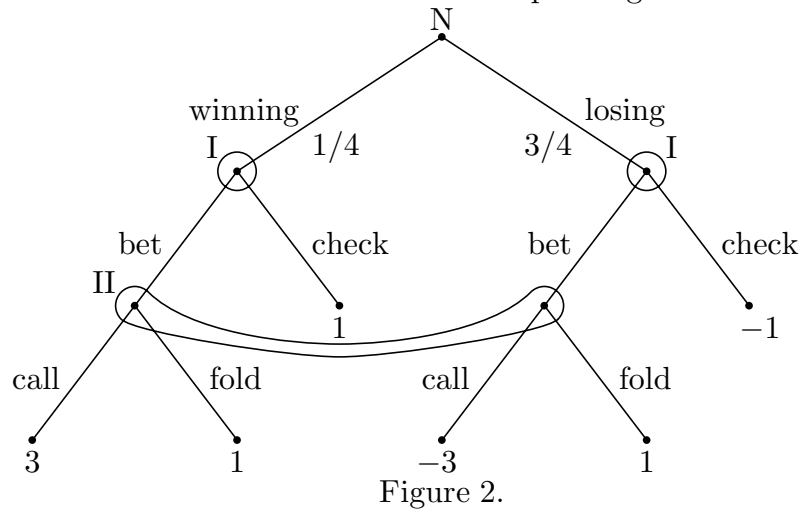 N
winning losing
I 1/4 3/4 I
bet check bet check
II
1 −1
call fold call fold
3 1 −3 1
Figure 2.